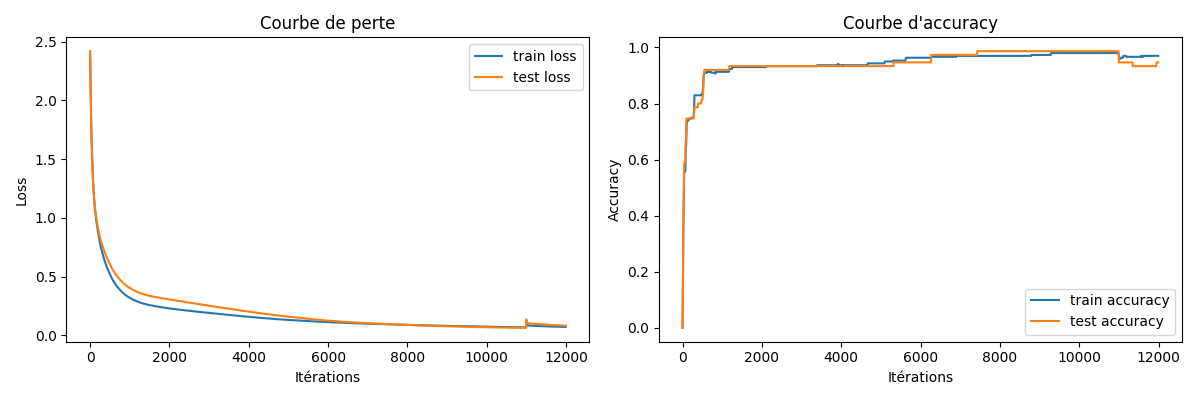 Courbe de perte
2.5
2.0
1.5
1.0
0.5
0.0
Loss
train loss
test loss
0 2000 4000 6000 8000 10000 12000
Itérations
Courbe d'accuracy
1.0
0.8
0.6
0.4
0.2
0.0
Accuracy
train accuracy
test accuracy
0 2000 4000 6000 8000 10000 12000
Itérations